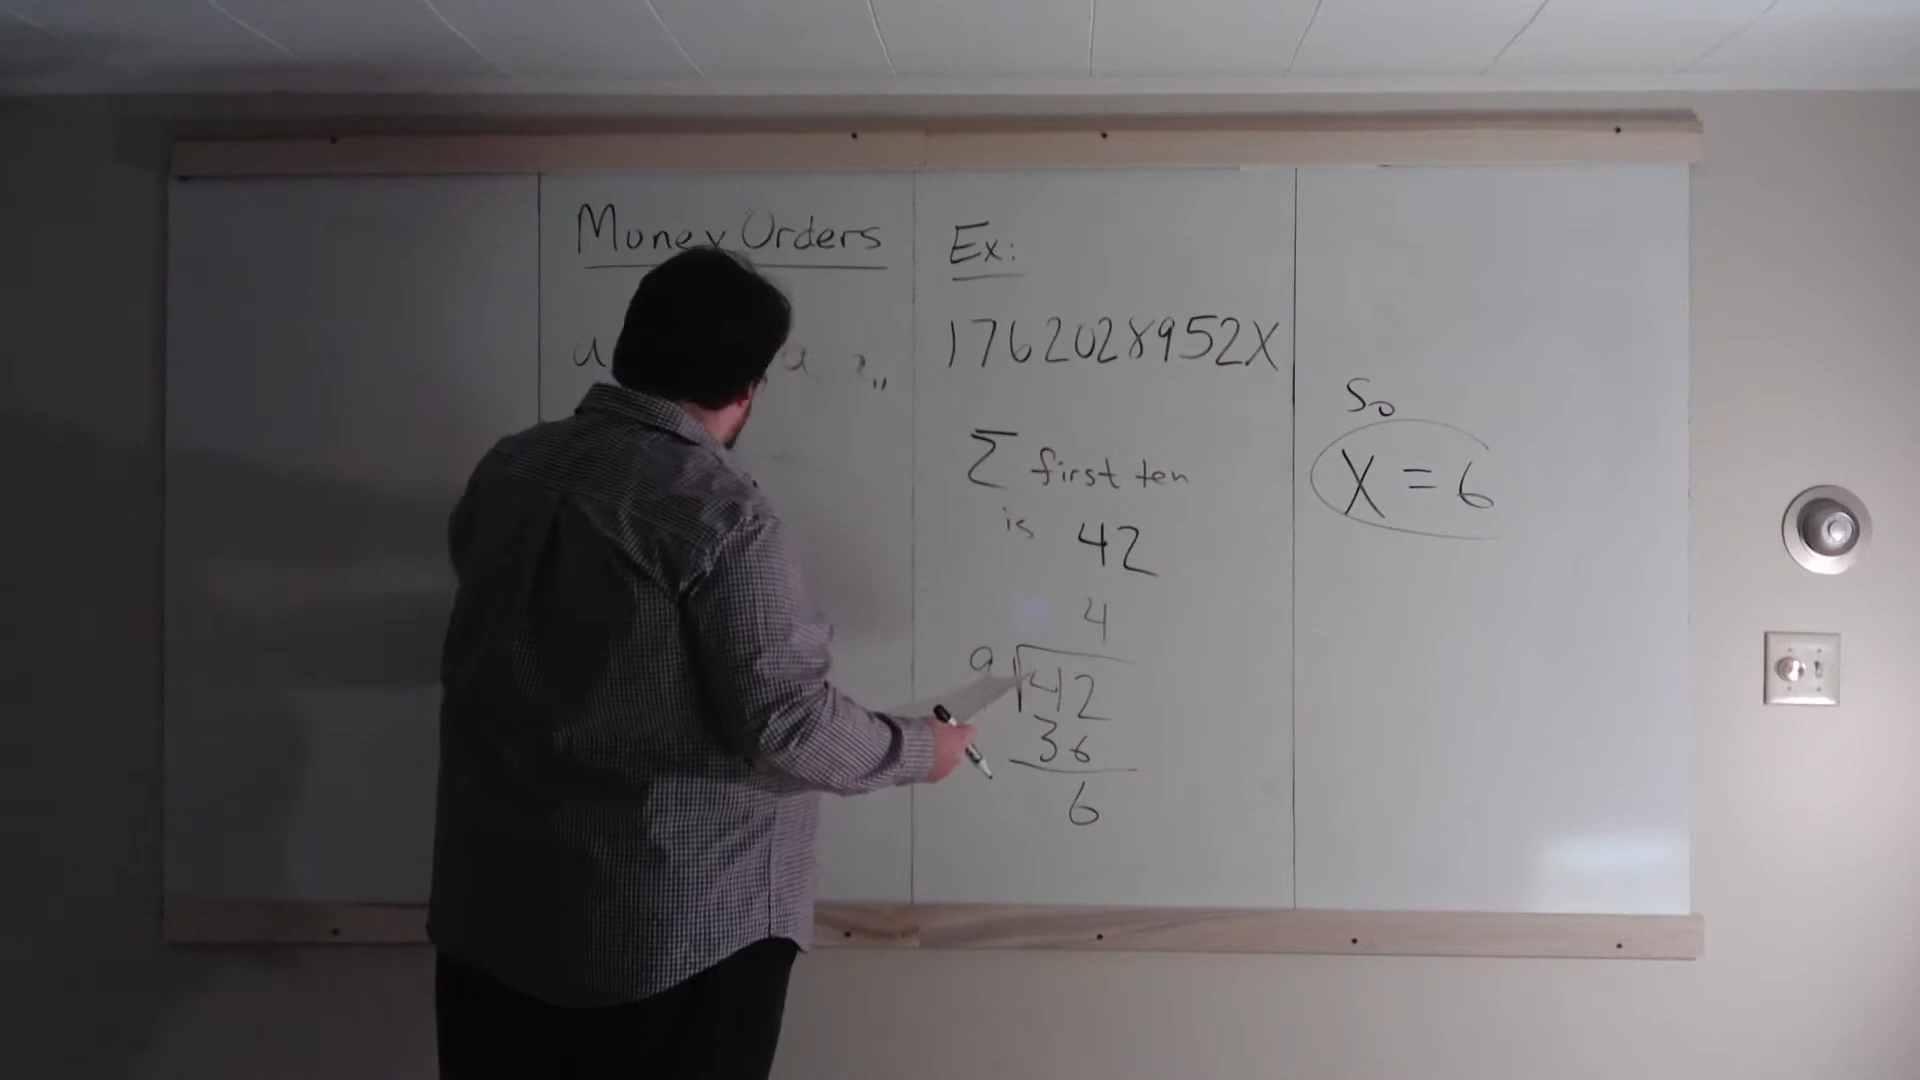 Money Orders
Ex:
1762028952X
Σ first ten
is 42
4
9 42
36
6
So
X = 6